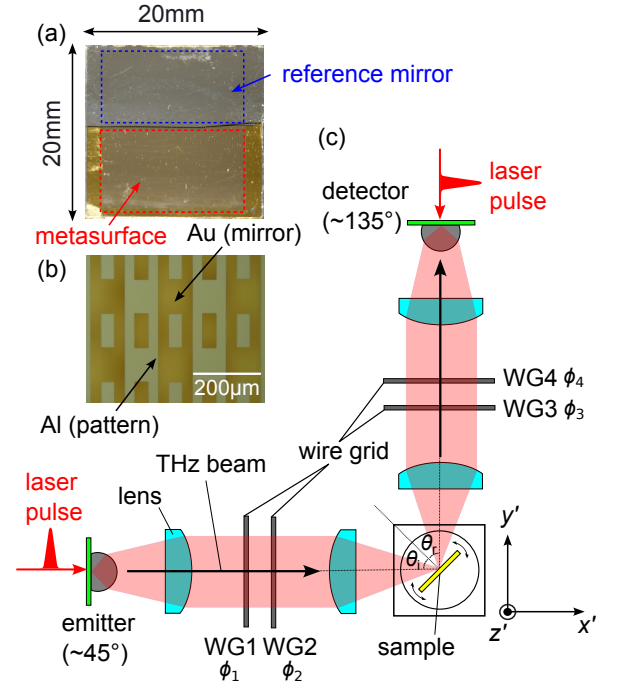 20mm
(a)
reference mirror
20mm
(c)
laser
pulse
detector
(~135°)
metasurface
Au (mirror)
(b)
200μm
WG4 ϕ₄
WG3 ϕ₃
Al (pattern)
wire grid
THz beam
laser
pulse
lens
y'
θᵣ
θᵢ
emitter
(~45°)
WG1 WG2
ϕ₁ ϕ₂
sample
z'
x'